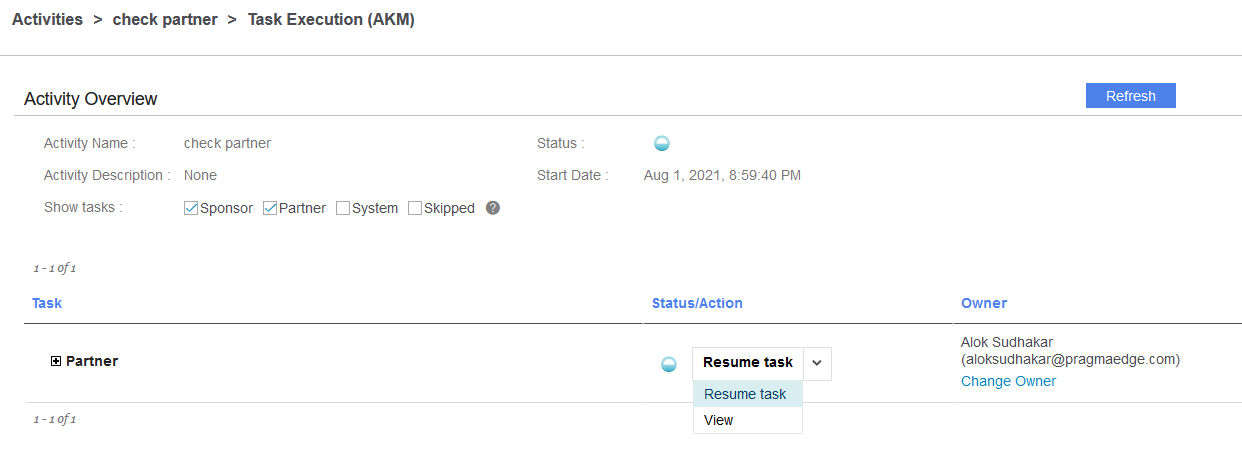 Activities > check partner > Task Execution (AKM)
Activity Overview
Refresh
Activity Name : check partner Status :
Activity Description : None Start Date : Aug 1, 2021, 8:59:40 PM
Show tasks : Sponsor Partner System Skipped ?
1 - 1 of 1
Task Status/Action Owner
Partner Resume task Alok Sudhakar
(aloksudhakar@pragmaedge.com)
Change Owner
Resume task
View
1 - 1 of 1